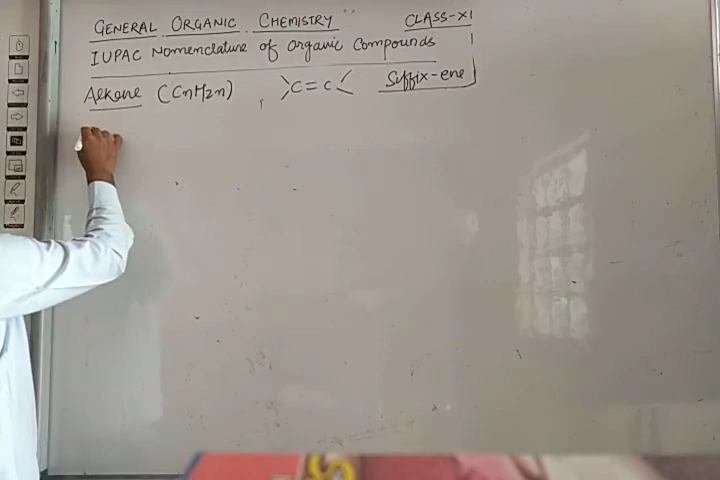 GENERAL ORGANIC CHEMISTRY CLASS-XI
IUPAC Nomenclature of organic Compounds
Alkene (CnH2n) >C=C< Suffix-ene